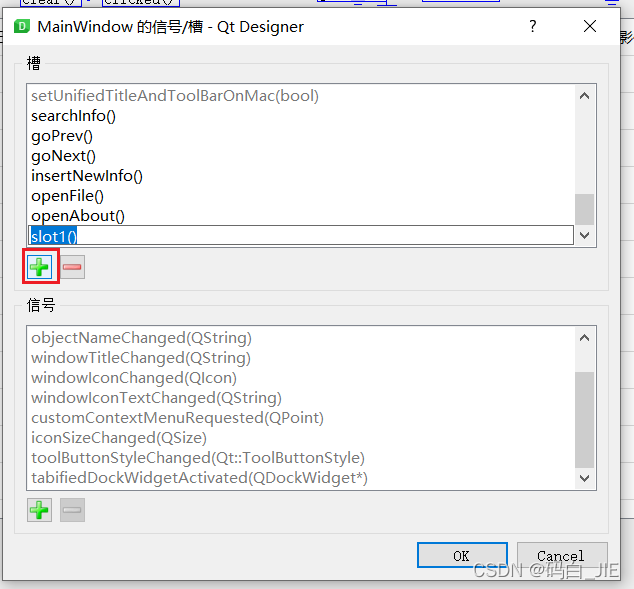 clear() clicked()
MainWindow 的信号/槽 - Qt Designer
影
槽
setUnifiedTitleAndToolBarOnMac(bool)
searchInfo()
goPrev()
goNext()
insertNewInfo()
openFile()
openAbout()
slot1()
信号
objectNameChanged(QString)
windowTitleChanged(QString)
windowIconChanged(QIcon)
windowIconTextChanged(QString)
customContextMenuRequested(QPoint)
iconSizeChanged(QSize)
toolButtonStyleChanged(Qt::ToolButtonStyle)
tabifiedDockWidgetActivated(QDockWidget*)
OK Cancel
CSDN @码白_JIE